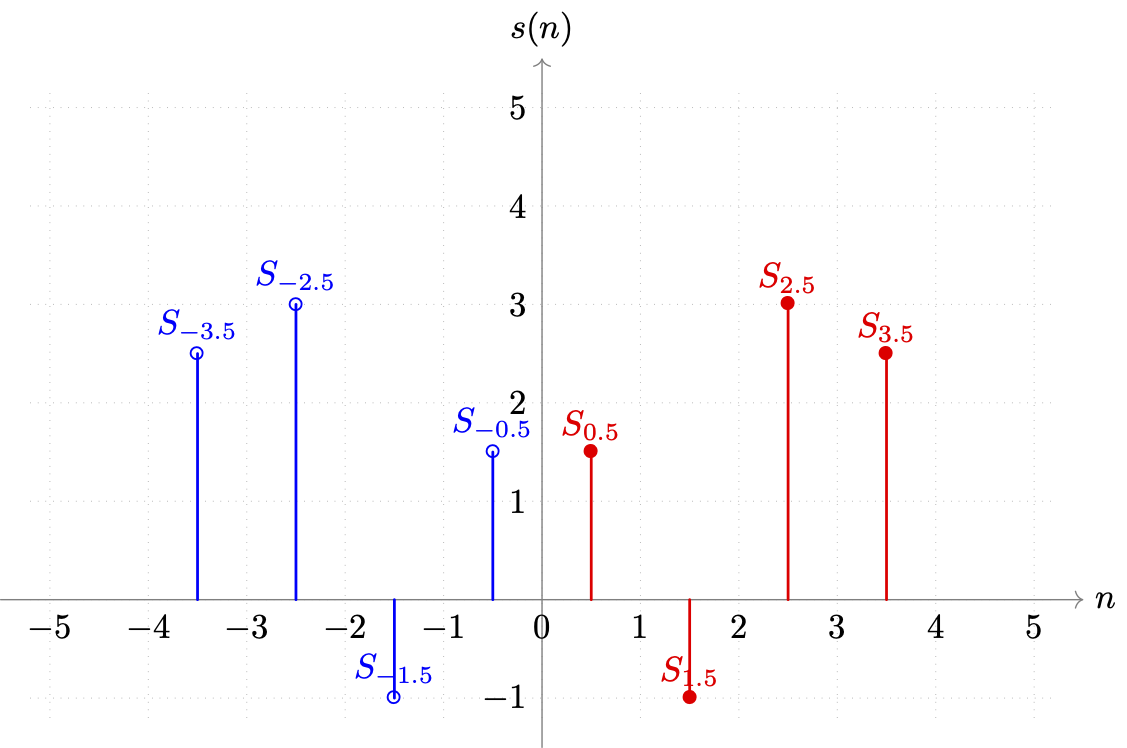 s(n)
5
4
S_{-2.5} 3 S_{2.5}
S_{-3.5} S_{3.5}
2
S_{-0.5} S_{0.5}
1
n
−5 −4 −3 −2 −1 0 1 2 3 4 5
S_{-1.5} S_{1.5}
−1